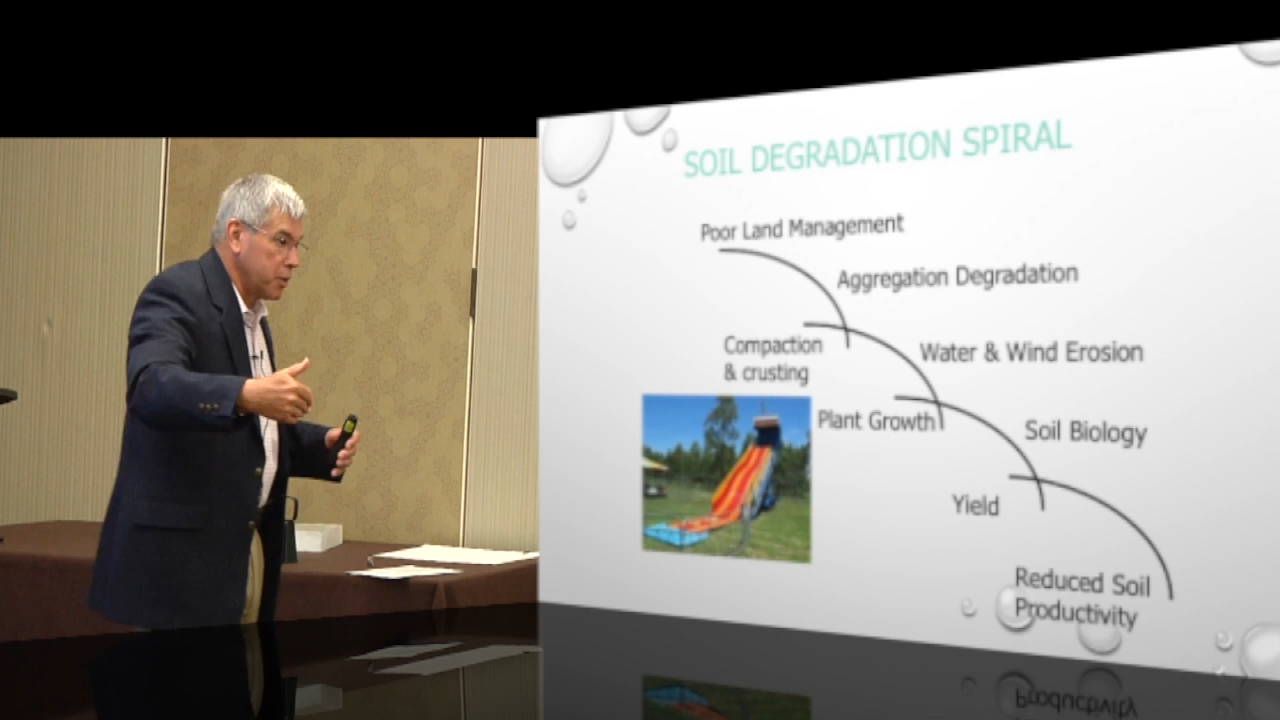 SOIL DEGRADATION SPIRAL
Poor Land Management
Aggregation Degradation
Compaction
& crusting
Water & Wind Erosion
Plant Growth
Soil Biology
Yield
Reduced Soil
Productivity